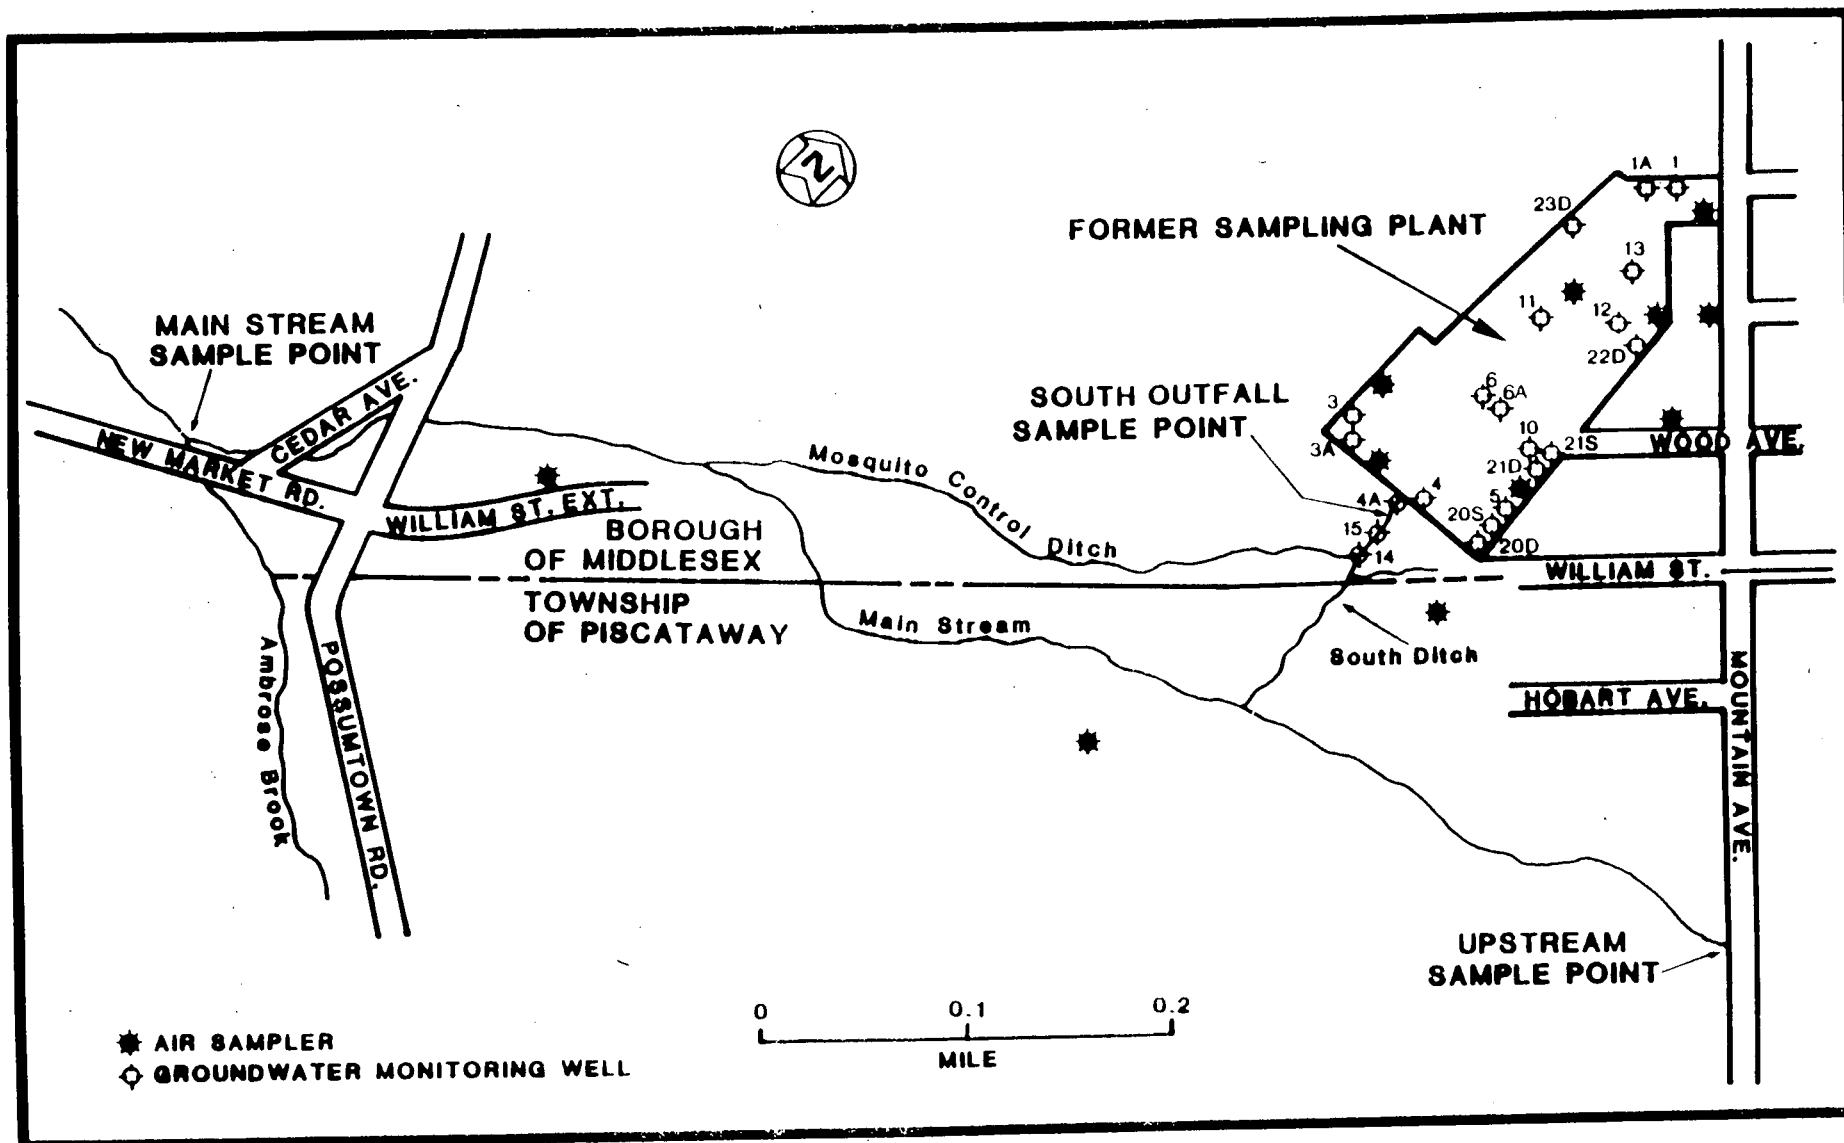 N
1A
1
23D
FORMER SAMPLING PLANT
13
11
12
22D
MAIN STREAM
SAMPLE POINT
CEDAR AVE.
NEW MARKET RD.
SOUTH OUTFALL
SAMPLE POINT
3
3A
6
6A
10
21S
21D
WOOD AVE.
4A
4
5
20S
20D
15
14
Mosquito Control Ditch
WILLIAM ST. EXT.
BOROUGH
OF MIDDLESEX
TOWNSHIP
OF PISCATAWAY
WILLIAM ST.
Main Stream
South Ditch
HOBART AVE.
Ambrose Brook
POSSUMTOWN RD.
MOUNTAIN AVE.
UPSTREAM
SAMPLE POINT
0 0.1 0.2
MILE
AIR SAMPLER
GROUNDWATER MONITORING WELL